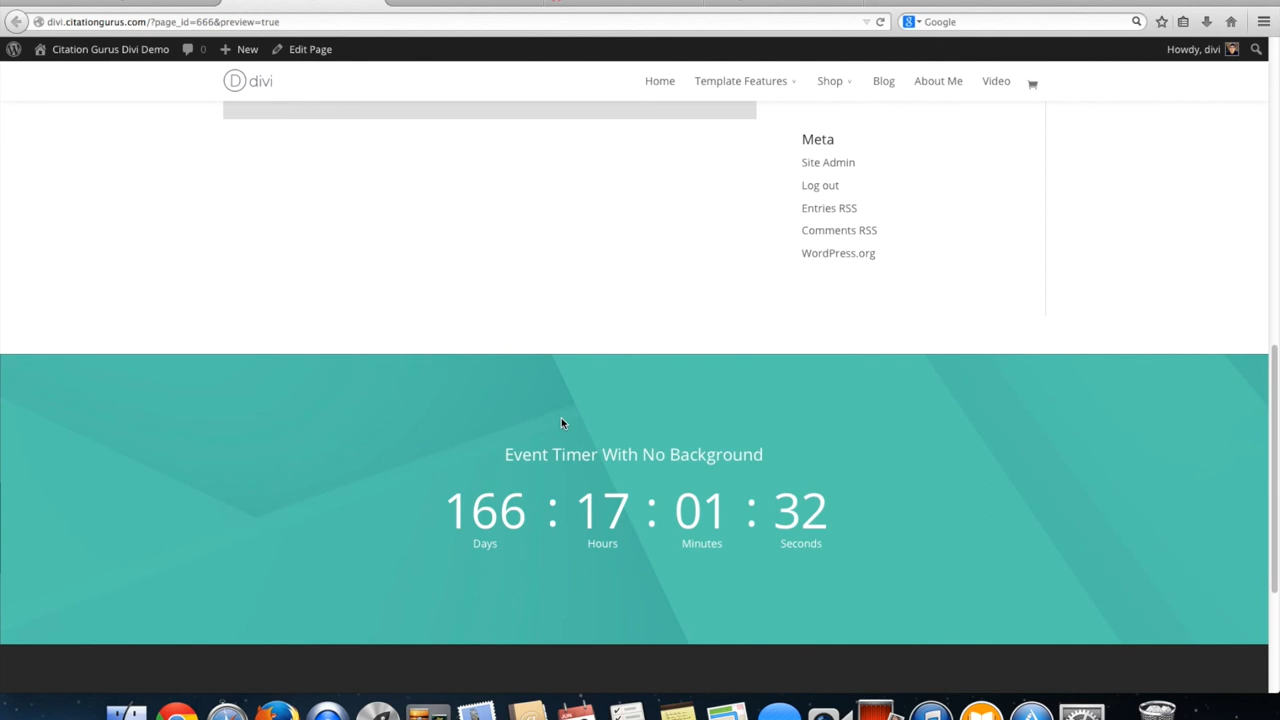 divi.citationgurus.com/?page_id=666&preview=true
Google
Citation Gurus Divi Demo 0 New Edit Page Howdy, divi
D divi Home Template Features Shop Blog About Me Video
Meta
Site Admin
Log out
Entries RSS
Comments RSS
WordPress.org
Event Timer With No Background
166 : 17 : 01 : 32
Days Hours Minutes Seconds